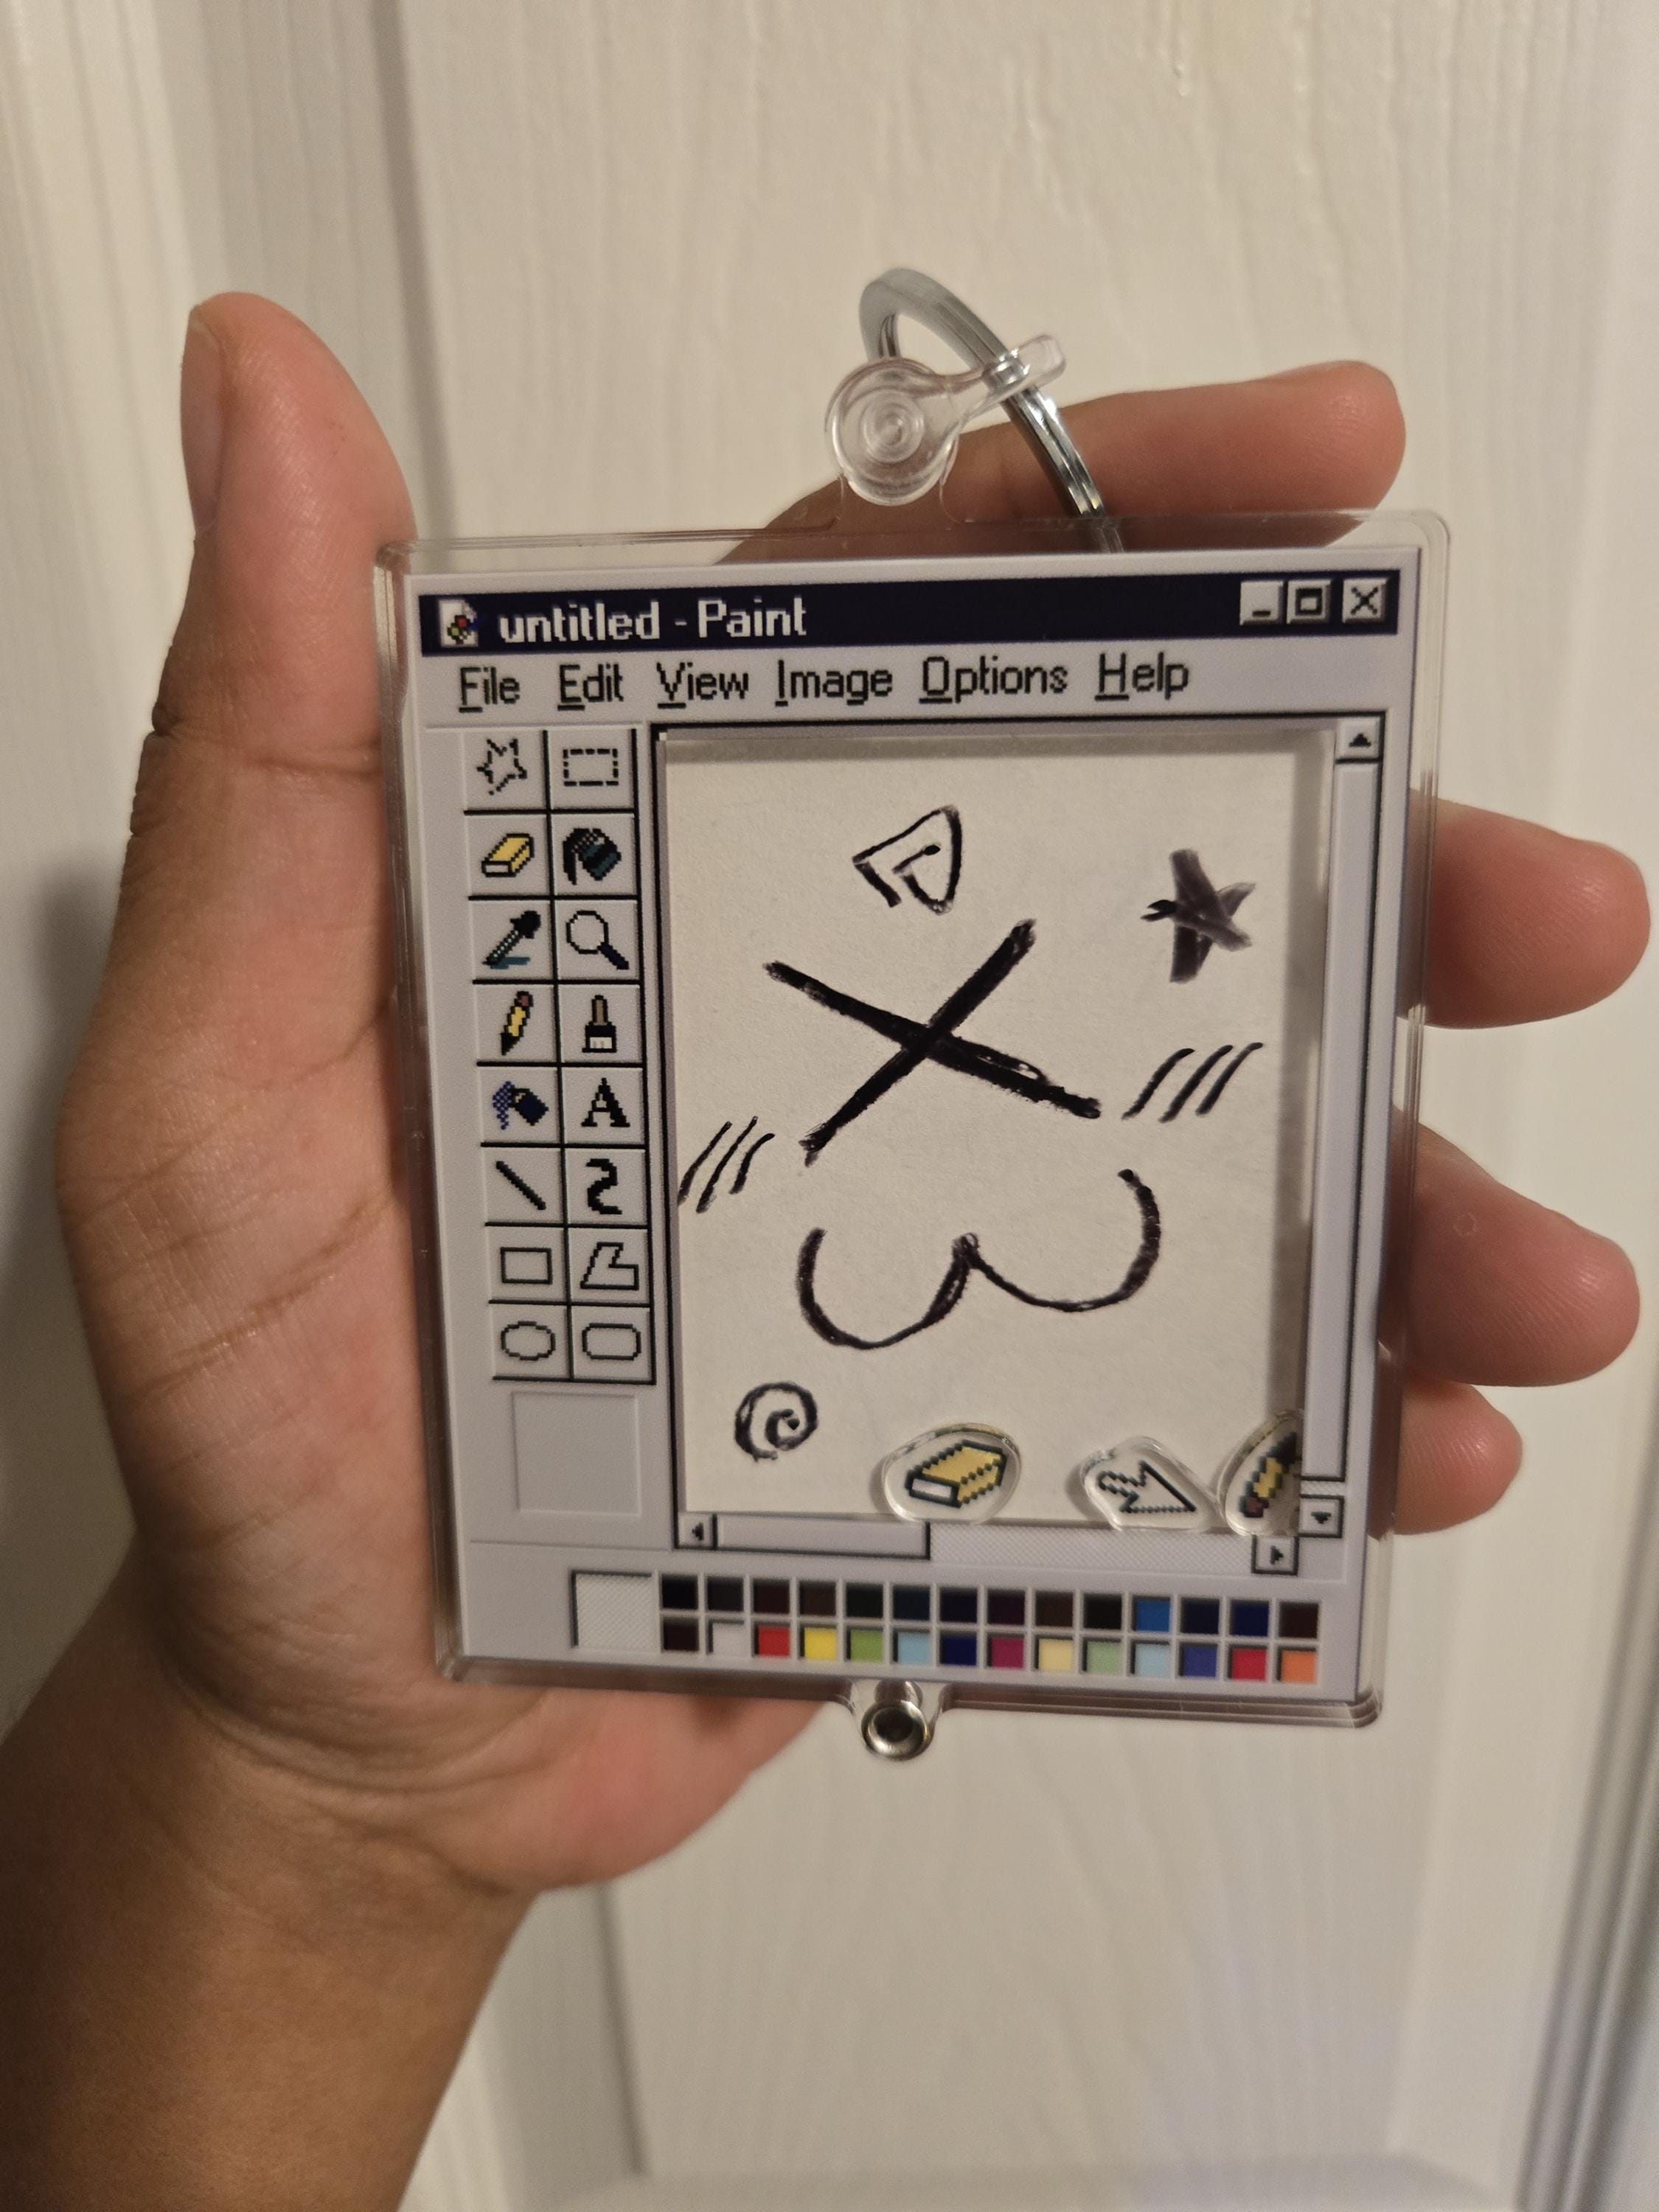 untitled - Paint
File Edit View Image Options Help
A